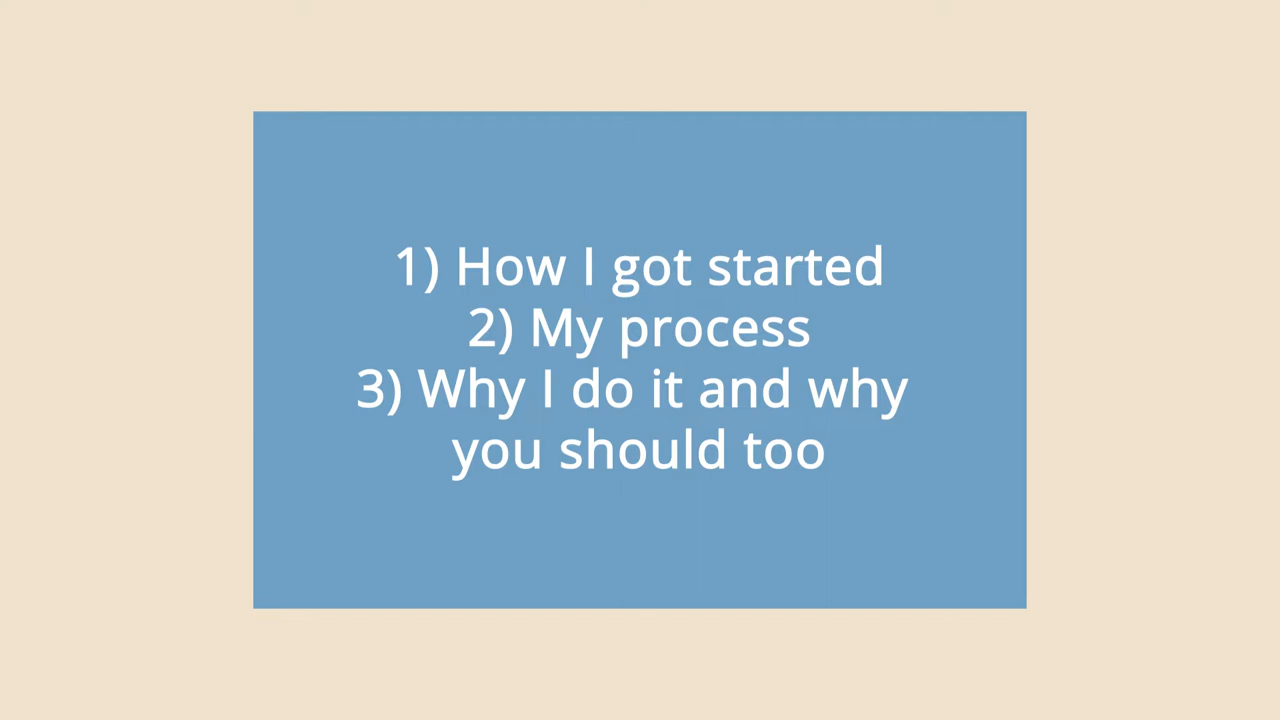 1) How I got started
2) My process
3) Why I do it and why
you should too